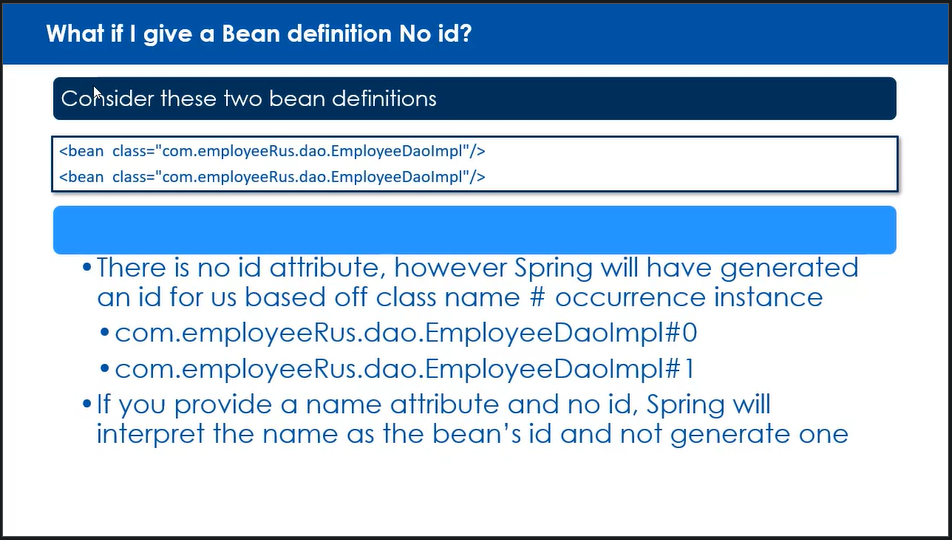 What if I give a Bean definition No id?
Consider these two bean definitions
<bean  class="com.employeeRus.dao.EmployeeDaoImpl"/>
<bean  class="com.employeeRus.dao.EmployeeDaoImpl"/>
•There is no id attribute, however Spring will have generated
an id for us based off class name # occurrence instance
•com.employeeRus.dao.EmployeeDaoImpl#0
•com.employeeRus.dao.EmployeeDaoImpl#1
•If you provide a name attribute and no id, Spring will
interpret the name as the bean’s id and not generate one